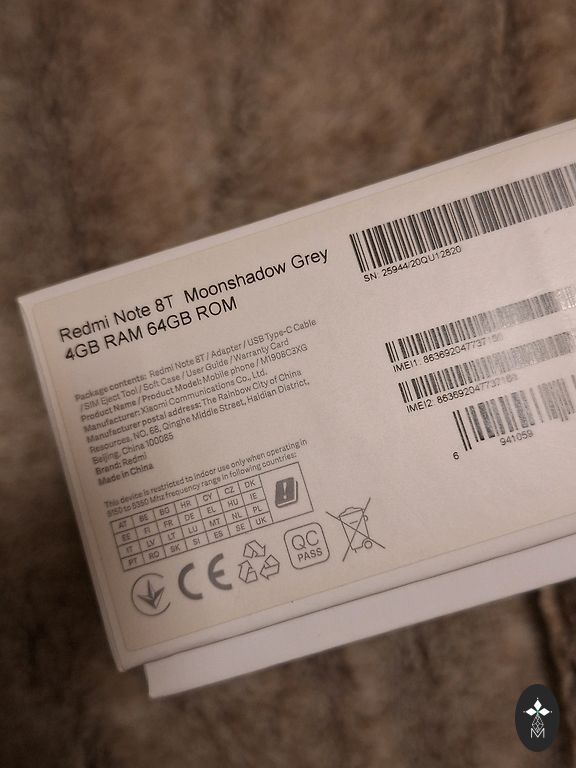 Redmi Note 8T Moonshadow Grey
4GB RAM 64GB ROM
SN: 25944/20QU12820
Package contents: Redmi Note 8T / Adapter / USB Type-C Cable
/ SIM Eject Tool / Soft Case / User Guide / Warranty Card
Product Name / Product Model: Mobile phone / M1908C3XG
Manufacturer: Xiaomi Communications Co., Ltd.
Manufacturer postal address: The Rainbow City of China
Resources, NO. 68, Qinghe Middle Street, Haidian District,
Beijing, China 100085
Brand: Redmi
Made in China
IMEI1:
IMEI2:
6 941059
This device is restricted to indoor use only when operating in
5150 to 5350 Mhz frequency range in following countries:
AT BE BG HR CY CZ DK
EE FI FR DE EL HU IE
IT LV LT LU MT NL PL
PT RO SK SI ES SE UK
CE
QC
PASS
M